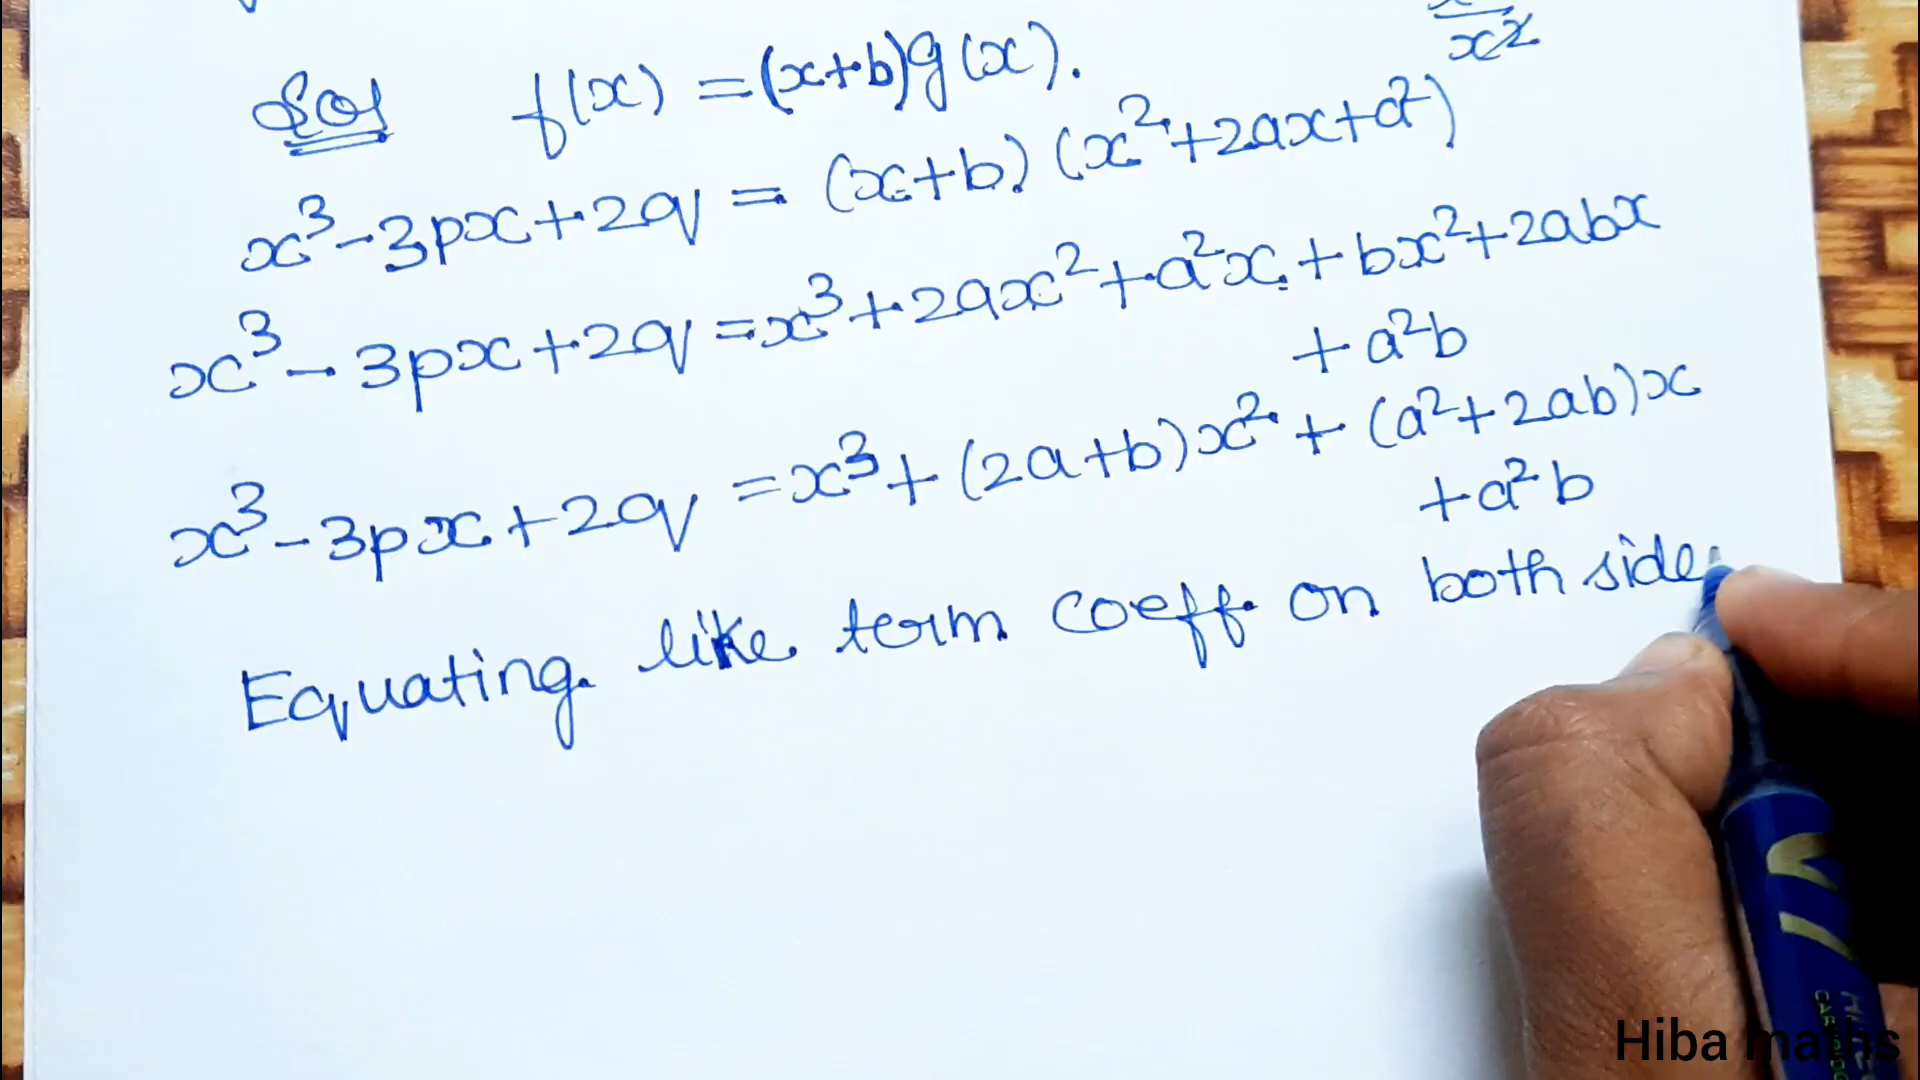 Sol f(x) = (x+b)g(x).
x²
x³-3px+2q = (x+b)(x²+2ax+a²)
x³-3px+2q = x³+2ax²+a²x+bx²+2abx
+a²b
x³-3px+2q = x³+(2a+b)x²+(a²+2ab)x
+a²b
Equating like term coeff. on both side
Hiba maths